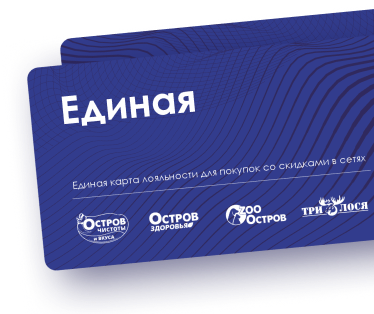 Единая
Единая карта лояльности для покупок со скидками в сетях
ОСТРОВ
ЧИСТОТЫ
И ВКУСА
ОСТРОВ
ЗДОРОВЬЯ
ZOO
ОСТРОВ
ТРИ ЛОСЯ